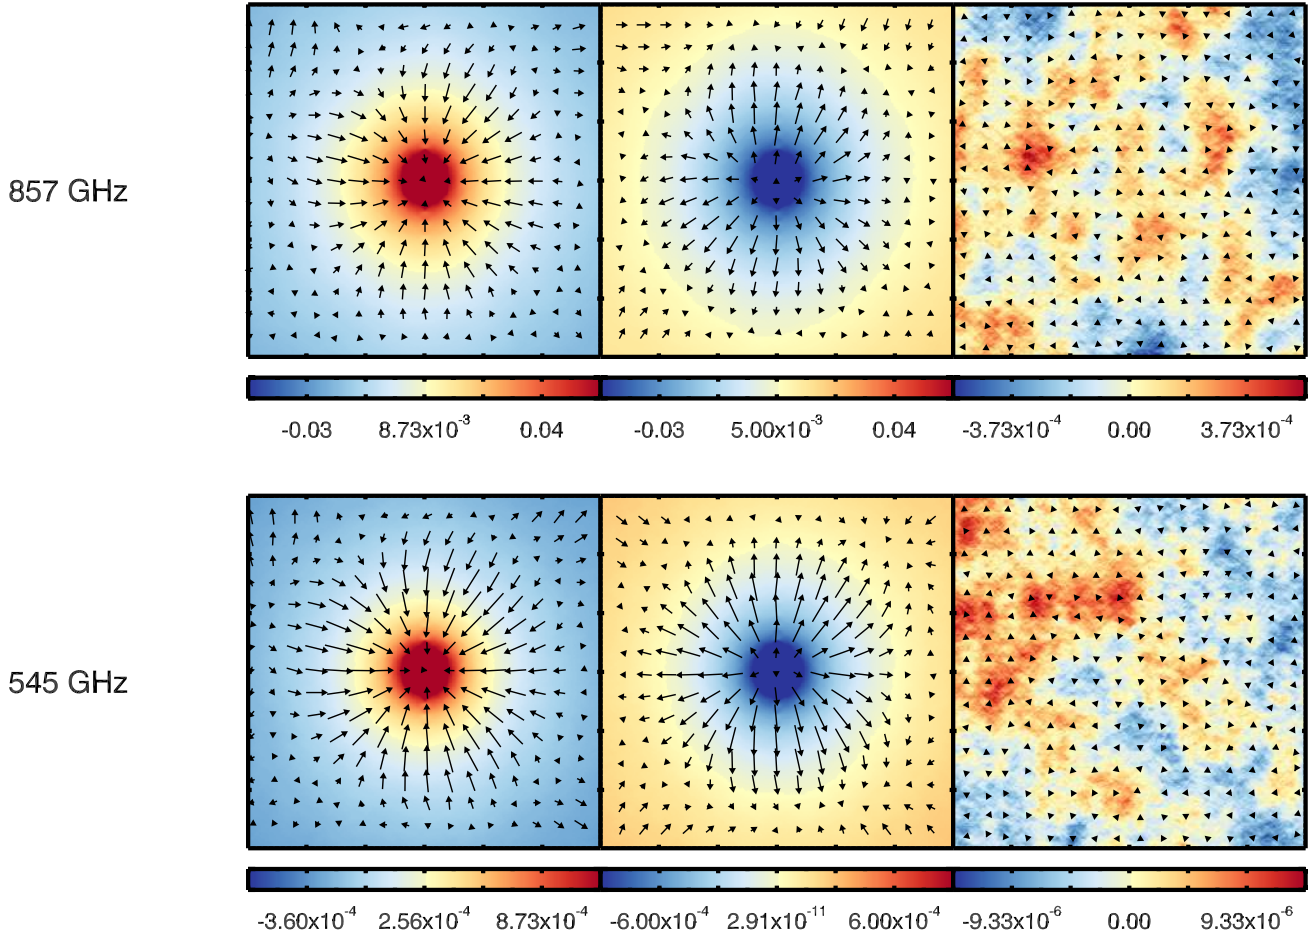 857 GHz
-0.03 8.73x10⁻³ 0.04 -0.03 5.00x10⁻³ 0.04 -3.73x10⁻⁴ 0.00 3.73x10⁻⁴
545 GHz
-3.60x10⁻⁴ 2.56x10⁻⁴ 8.73x10⁻⁴ -6.00x10⁻⁴ 2.91x10⁻¹¹ 6.00x10⁻⁴ -9.33x10⁻⁶ 0.00 9.33x10⁻⁶